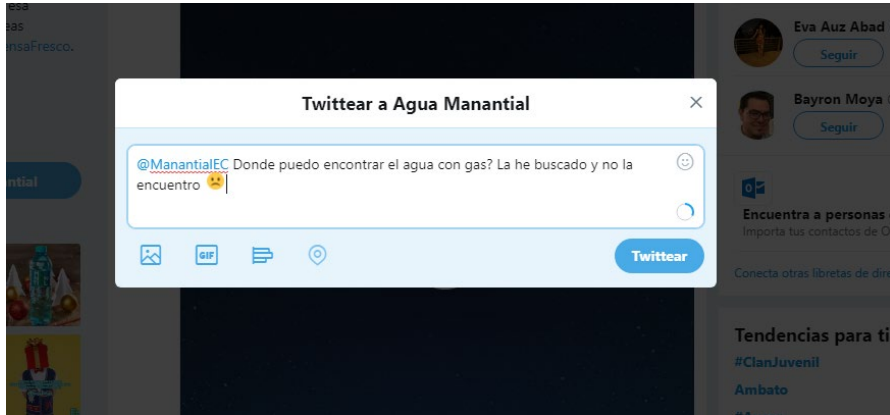 esa
eas
ensaFresco.
ntial
Twittear a Agua Manantial
@ManantialEC Donde puedo encontrar el agua con gas? La he buscado y no la
encuentro
GIF
Twittear
Eva Auz Abad
Seguir
Bayron Moya
Seguir
Encuentra a personas
Importa tus contactos de O
Conecta otras libretas de dire
Tendencias para ti
#ClanJuvenil
Ambato